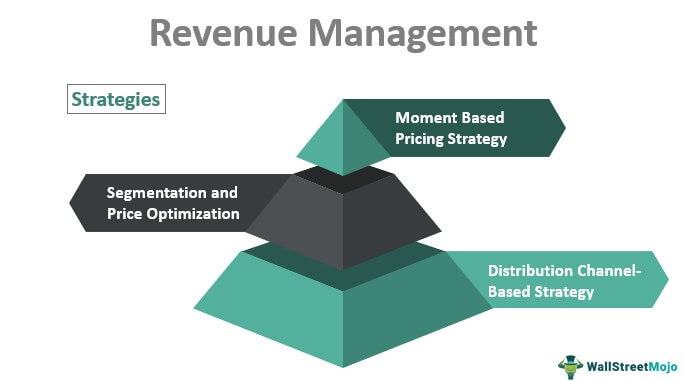 Revenue Management
Strategies
Moment Based
Pricing Strategy
Segmentation and
Price Optimization
Distribution Channel-
Based Strategy
WallStreetMojo